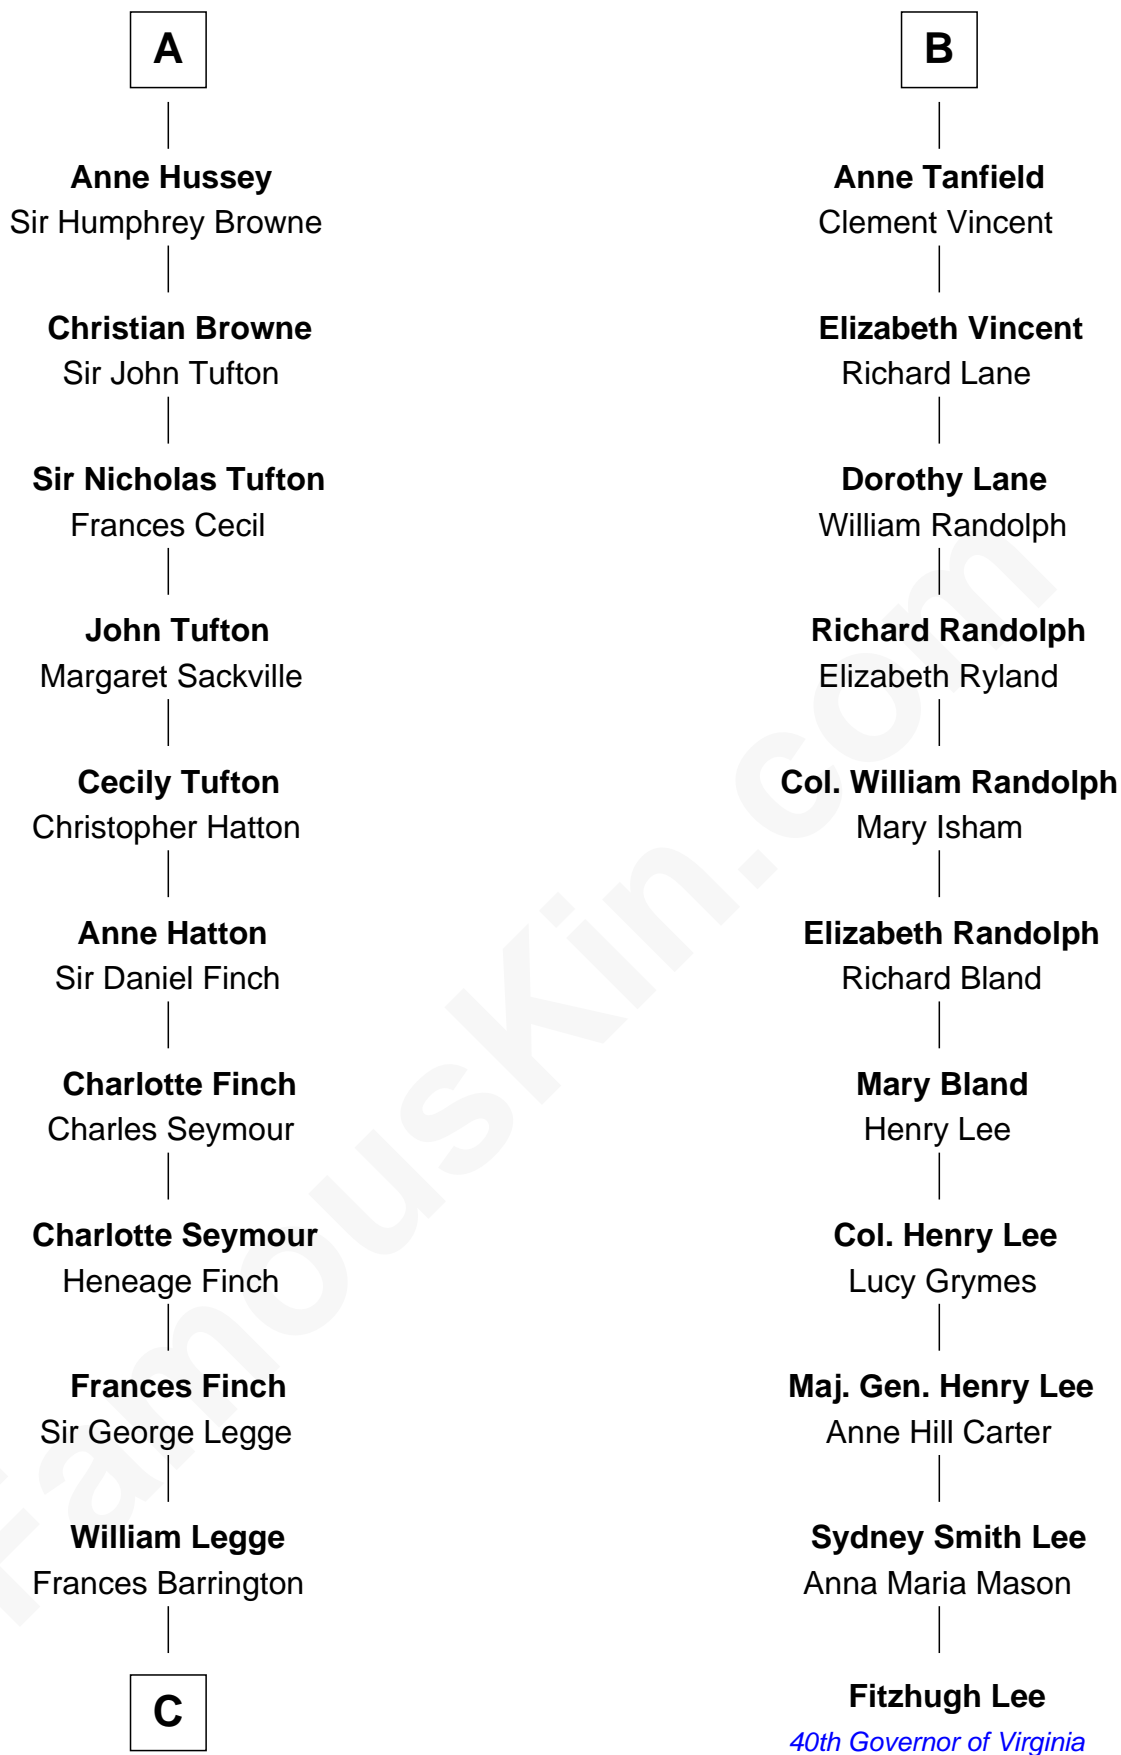 A
Anne Hussey
Sir Humphrey Browne
Christian Browne
Sir John Tufton
Sir Nicholas Tufton
Frances Cecil
John Tufton
Margaret Sackville
Cecily Tufton
Christopher Hatton
Anne Hatton
Sir Daniel Finch
Charlotte Finch
Charles Seymour
Charlotte Seymour
Heneage Finch
Frances Finch
Sir George Legge
William Legge
Frances Barrington
C
B
Anne Tanfield
Clement Vincent
Elizabeth Vincent
Richard Lane
Dorothy Lane
William Randolph
Richard Randolph
Elizabeth Ryland
Col. William Randolph
Mary Isham
Elizabeth Randolph
Richard Bland
Mary Bland
Henry Lee
Col. Henry Lee
Lucy Grymes
Maj. Gen. Henry Lee
Anne Hill Carter
Sydney Smith Lee
Anna Maria Mason
Fitzhugh Lee
40th Governor of Virginia
FamousKin.com